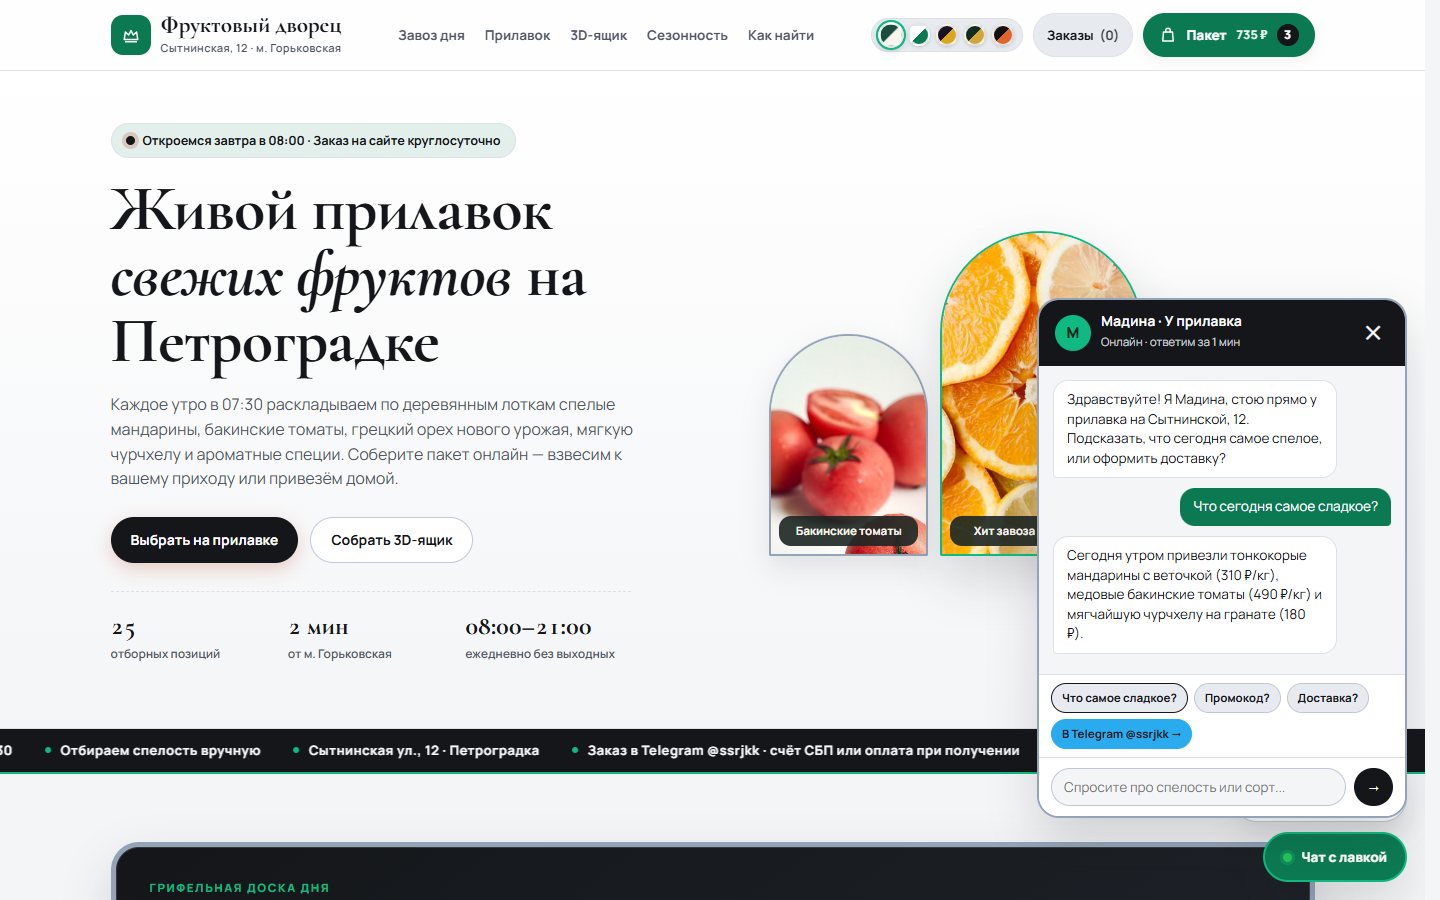 Фруктовый дворец
Сытнинская, 12 · м. Горьковская
Завоз дня
Прилавок
3D-ящик
Сезонность
Как найти
Заказы (0)
Пакет 735 ₽ 3
Откроемся завтра в 08:00 · Заказ на сайте круглосуточно
Живой прилавок
свежих фруктов на
Петроградке
Каждое утро в 07:30 раскладываем по деревянным лоткам спелые
мандарины, бакинские томаты, грецкий орех нового урожая, мягкую
чурчхелу и ароматные специи. Соберите пакет онлайн — взвесим к
вашему приходу или привезём домой.
Выбрать на прилавке
Собрать 3D-ящик
25
отборных позиций
2 мин
от м. Горьковская
08:00–21:00
ежедневно без выходных
Бакинские томаты
Хит завоза
30
Отбираем спелость вручную
Сытнинская ул., 12 · Петроградка
Заказ в Telegram @ssrjkk · счёт СБП или оплата при получении
ГРИФЕЛЬНАЯ ДОСКА ДНЯ
М
Мадина · У прилавка
Онлайн · ответим за 1 мин
Здравствуйте! Я Мадина, стою прямо у
прилавка на Сытнинской, 12.
Подсказать, что сегодня самое спелое,
или оформить доставку?
Что сегодня самое сладкое?
Сегодня утром привезли тонкокорые
мандарины с веточкой (310 ₽/кг),
медовые бакинские томаты (490 ₽/кг) и
мягчайшую чурчхелу на гранате (180
₽).
Что самое сладкое?
Промокод?
Доставка?
В Telegram @ssrjkk →
Спросите про спелость или сорт...
→
Чат с лавкой